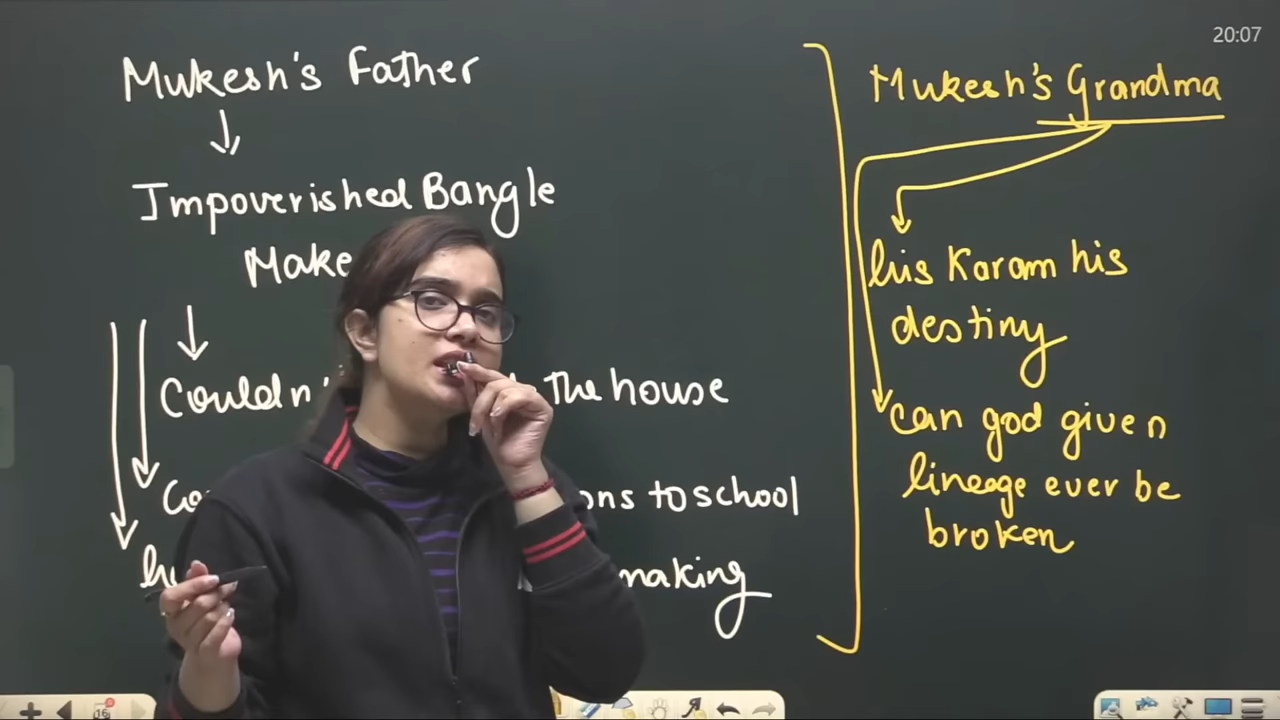 20:07
Mukesh's Father
Impoverished Bangle
Make
Couldn' the house
ons to school
making
Mukesh's Grandma
his Karam his
destiny
can god given
lineage ever be
broken